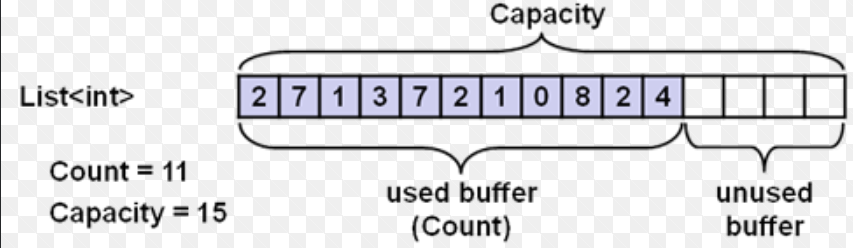 Capacity
List<int>
2 7 1 3 7 2 1 0 8 2 4
Count = 11
Capacity = 15
used buffer
(Count)
unused
buffer